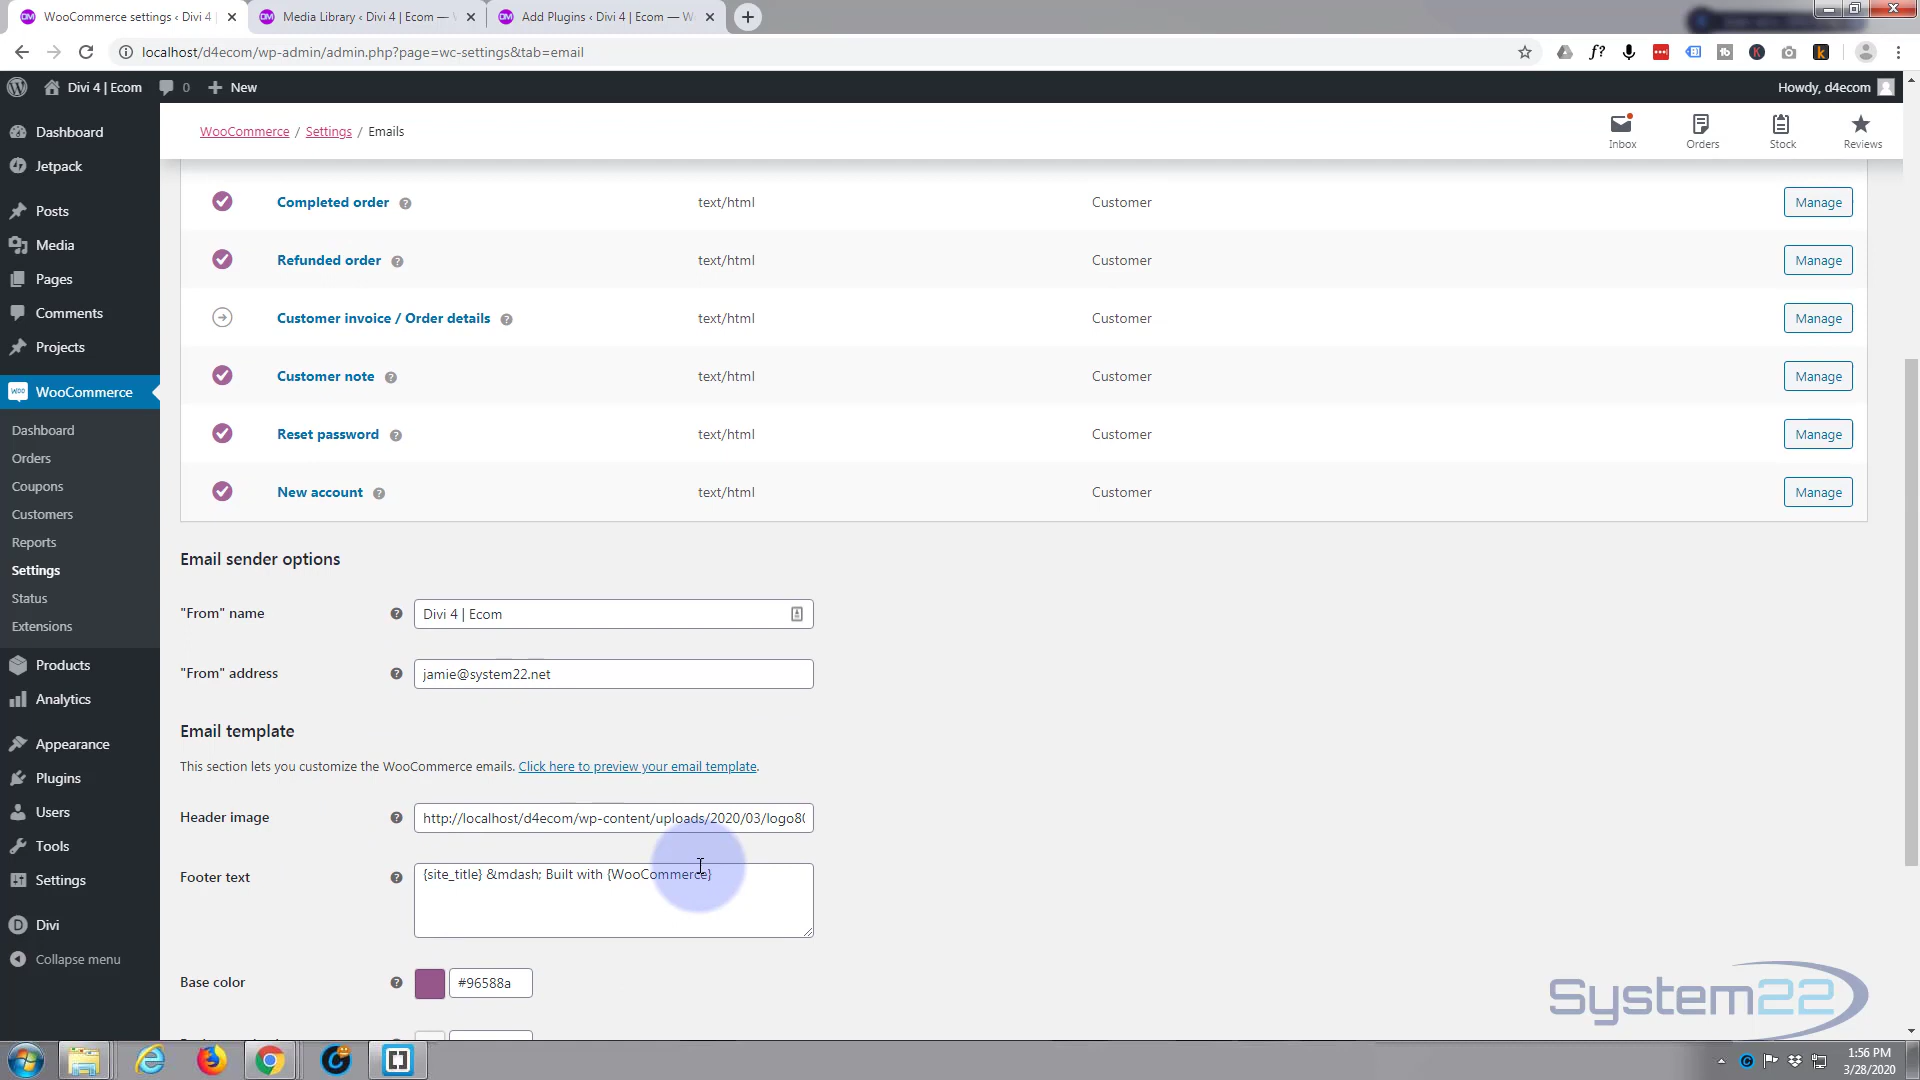 WooCommerce settings ‹ Divi 4 |
Media Library ‹ Divi 4 | Ecom —
Add Plugins ‹ Divi 4 | Ecom — W
localhost/d4ecom/wp-admin/admin.php?page=wc-settings&tab=email
Divi 4 | Ecom
0
New
Howdy, d4ecom
WooCommerce / Settings / Emails
Inbox
Orders
Stock
Reviews
Dashboard
Jetpack
Posts
Media
Pages
Comments
Projects
WooCommerce
Dashboard
Orders
Coupons
Customers
Reports
Settings
Status
Extensions
Products
Analytics
Appearance
Plugins
Users
Tools
Settings
Divi
Collapse menu
Completed order text/html Customer Manage
Refunded order text/html Customer Manage
Customer invoice / Order details text/html Customer Manage
Customer note text/html Customer Manage
Reset password text/html Customer Manage
New account text/html Customer Manage
Email sender options
"From" name Divi 4 | Ecom
"From" address jamie@system22.net
Email template
This section lets you customize the WooCommerce emails. Click here to preview your email template.
Header image http://localhost/d4ecom/wp-content/uploads/2020/03/logo80
Footer text {site_title} &mdash; Built with {WooCommerce}
Base color #96588a
System22
1:56 PM
3/28/2020